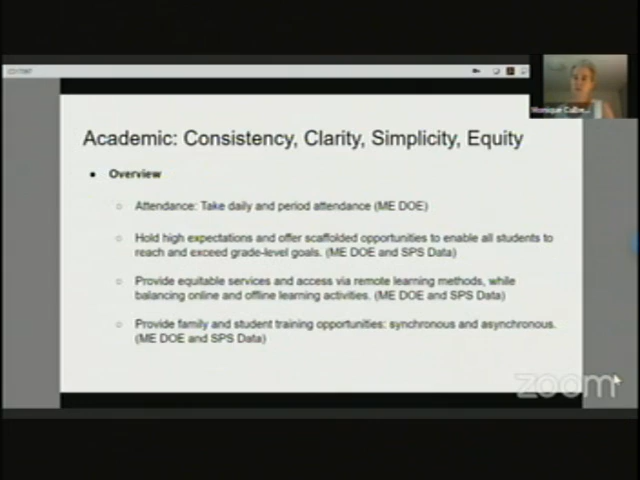 Academic: Consistency, Clarity, Simplicity, Equity
● Overview
○ Attendance: Take daily and period attendance (ME DOE)
○ Hold high expectations and offer scaffolded opportunities to enable all students to
reach and exceed grade-level goals. (ME DOE and SPS Data)
○ Provide equitable services and access via remote learning methods, while
balancing online and offline learning activities. (ME DOE and SPS Data)
○ Provide family and student training opportunities: synchronous and asynchronous.
(ME DOE and SPS Data)
Monique
zoom